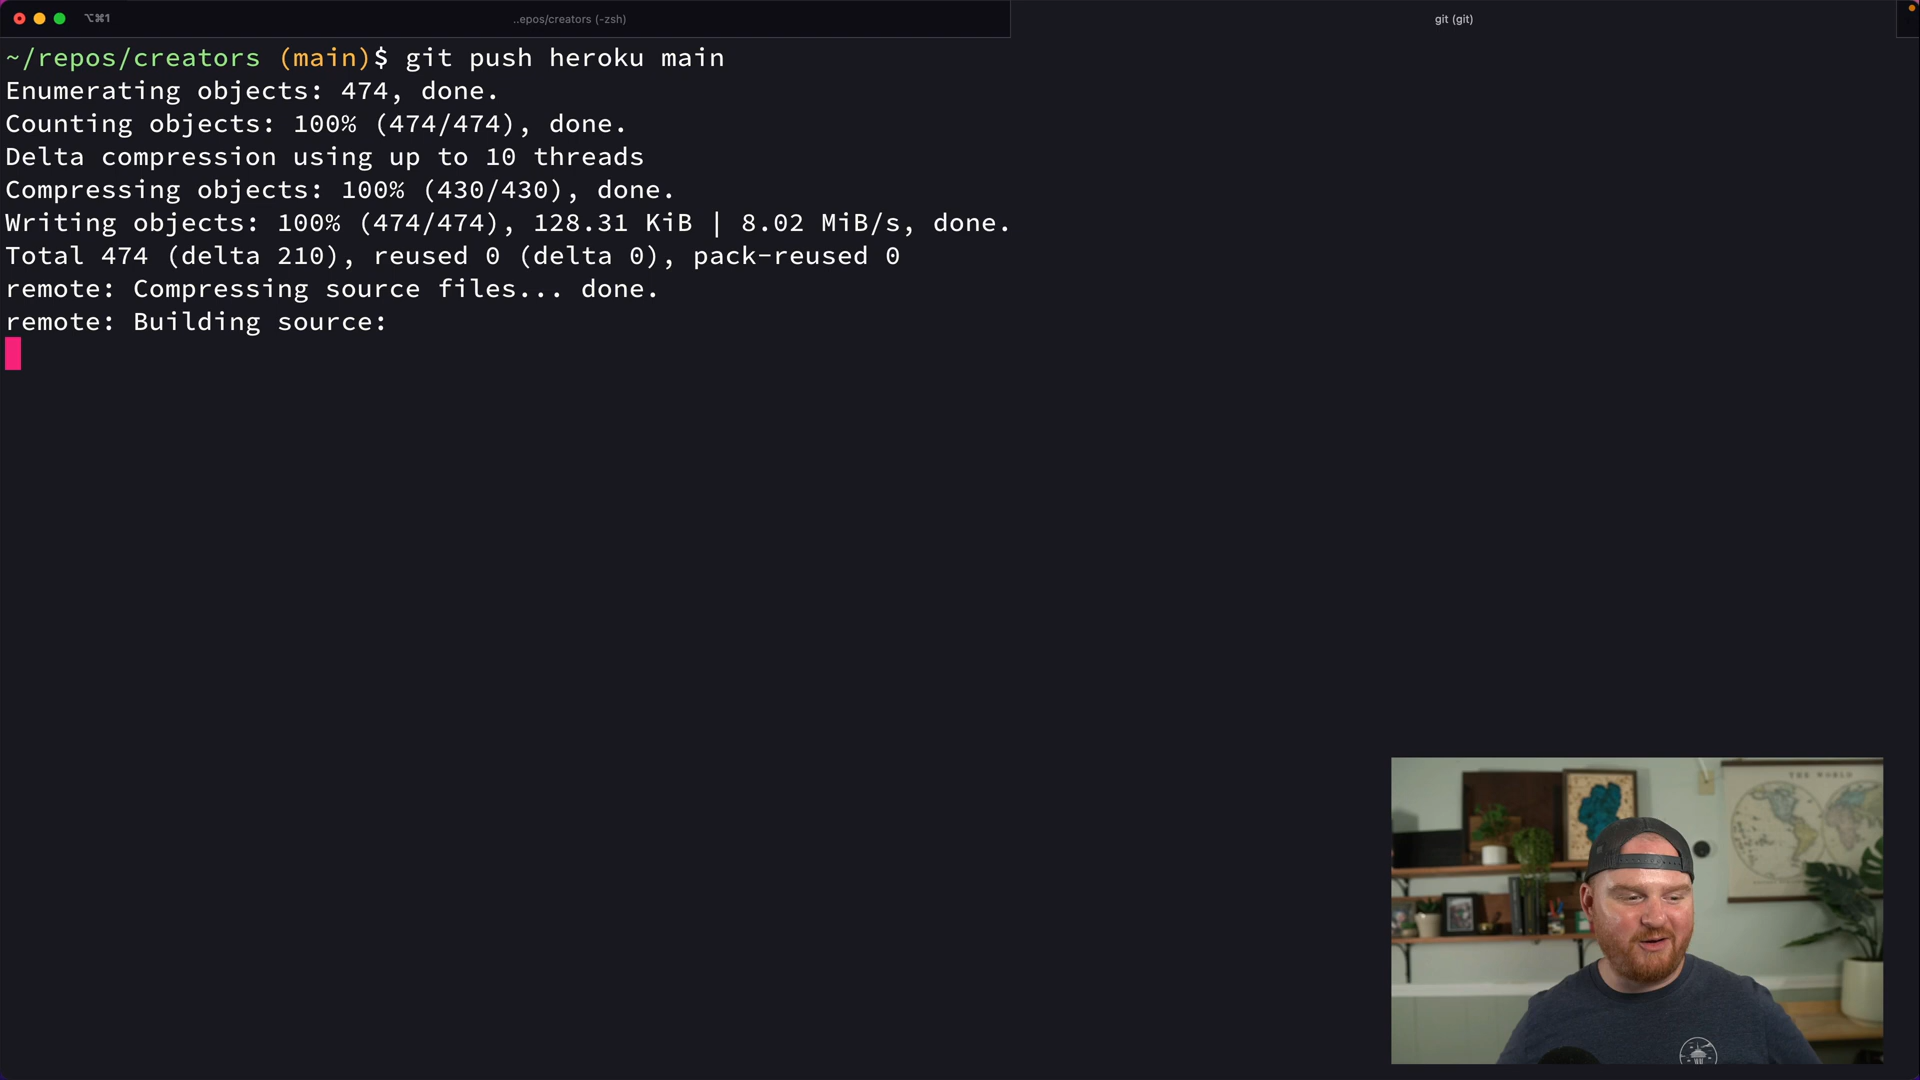 ⌥⌘1
..epos/creators (-zsh)
git (git)
~/repos/creators (main)$ git push heroku main
Enumerating objects: 474, done.
Counting objects: 100% (474/474), done.
Delta compression using up to 10 threads
Compressing objects: 100% (430/430), done.
Writing objects: 100% (474/474), 128.31 KiB | 8.02 MiB/s, done.
Total 474 (delta 210), reused 0 (delta 0), pack-reused 0
remote: Compressing source files... done.
remote: Building source:
THE WORLD